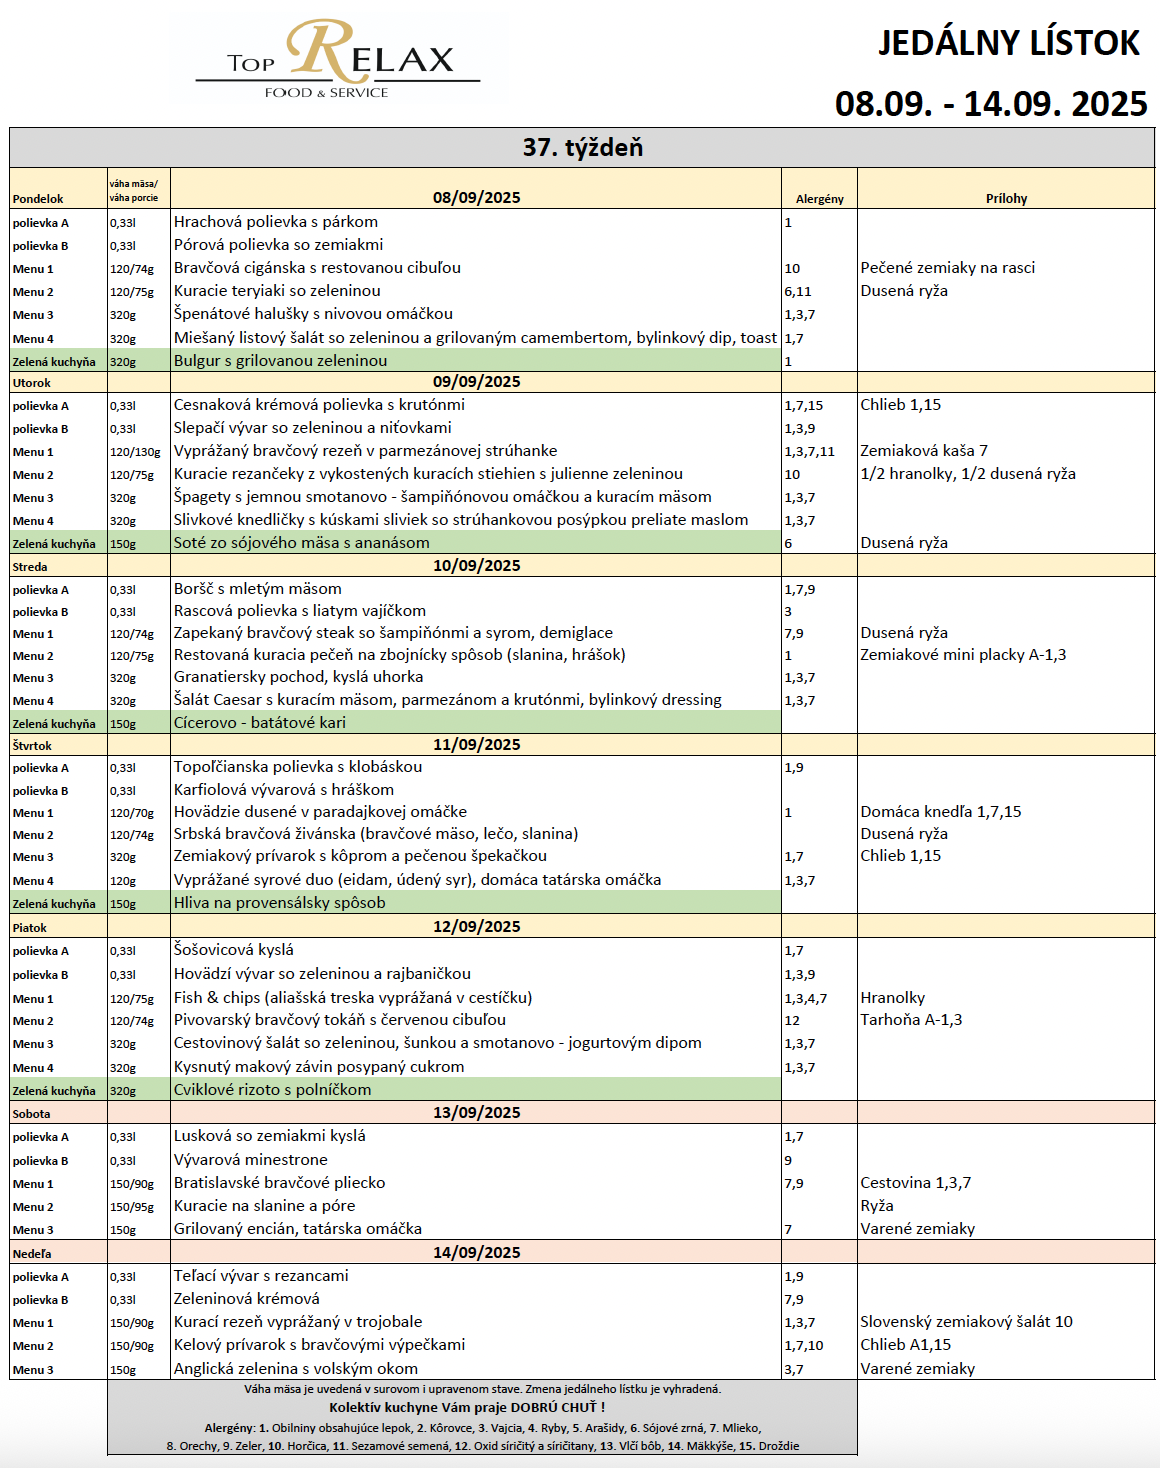 TOP RELAX
FOOD & SERVICE
JEDÁLNY LÍSTOK
08.09. - 14.09. 2025
37. týždeň
Pondelok váha mäsa/ váha porcie 08/09/2025 Alergény Prílohy
polievka A 0,33l Hrachová polievka s párkom 1
polievka B 0,33l Pórová polievka so zemiakmi
Menu 1 120/74g Bravčová cigánska s restovanou cibuľou 10 Pečené zemiaky na rasci
Menu 2 120/75g Kuracie teryiaki so zeleninou 6,11 Dusená ryža
Menu 3 320g Špenátové halušky s nivovou omáčkou 1,3,7
Menu 4 320g Miešaný listový šalát so zeleninou a grilovaným camembertom, bylinkový dip, toast 1,7
Zelená kuchyňa 320g Bulgur s grilovanou zeleninou 1
Utorok 09/09/2025
polievka A 0,33l Cesnaková krémová polievka s krutónmi 1,7,15 Chlieb 1,15
polievka B 0,33l Slepačí vývar so zeleninou a niťovkami 1,3,9
Menu 1 120/130g Vyprážaný bravčový rezeň v parmezánovej strúhanke 1,3,7,11 Zemiaková kaša 7
Menu 2 120/75g Kuracie rezančeky z vykostených kuracích stiehien s julienne zeleninou 10 1/2 hranolky, 1/2 dusená ryža
Menu 3 320g Špagety s jemnou smotanovo - šampiňónovou omáčkou a kuracím mäsom 1,3,7
Menu 4 320g Slivkové knedličky s kúskami sliviek so strúhankovou posýpkou preliate maslom 1,3,7
Zelená kuchyňa 150g Soté zo sójového mäsa s ananásom 6 Dusená ryža
Streda 10/09/2025
polievka A 0,33l Boršč s mletým mäsom 1,7,9
polievka B 0,33l Rascová polievka s liatym vajíčkom 3
Menu 1 120/74g Zapekaný bravčový steak so šampiňónmi a syrom, demiglace 7,9 Dusená ryža
Menu 2 120/75g Restovaná kuracia pečeň na zbojnícky spôsob (slanina, hrášok) 1 Zemiakové mini placky A-1,3
Menu 3 320g Granatiersky pochod, kyslá uhorka 1,3,7
Menu 4 320g Šalát Caesar s kuracím mäsom, parmezánom a krutónmi, bylinkový dressing 1,3,7
Zelená kuchyňa 150g Cícerovo - batátové kari
Štvrtok 11/09/2025
polievka A 0,33l Topoľčianska polievka s klobáskou 1,9
polievka B 0,33l Karfiolová vývarová s hráškom
Menu 1 120/70g Hovädzie dusené v paradajkovej omáčke 1 Domáca knedľa 1,7,15
Menu 2 120/74g Srbská bravčová živánska (bravčové mäso, lečo, slanina) Dusená ryža
Menu 3 320g Zemiakový prívarok s kôprom a pečenou špekačkou 1,7 Chlieb 1,15
Menu 4 120g Vyprážané syrové duo (eidam, údený syr), domáca tatárska omáčka 1,3,7
Zelená kuchyňa 150g Hliva na provensálsky spôsob
Piatok 12/09/2025
polievka A 0,33l Šošovicová kyslá 1,7
polievka B 0,33l Hovädzí vývar so zeleninou a rajbaničkou 1,3,9
Menu 1 120/75g Fish & chips (aliašská treska vyprážaná v cestíčku) 1,3,4,7 Hranolky
Menu 2 120/74g Pivovarský bravčový tokáň s červenou cibuľou 12 Tarhoňa A-1,3
Menu 3 320g Cestovinový šalát so zeleninou, šunkou a smotanovo - jogurtovým dipom 1,3,7
Menu 4 320g Kysnutý makový závin posypaný cukrom 1,3,7
Zelená kuchyňa 320g Cviklové rizoto s polníčkom
Sobota 13/09/2025
polievka A 0,33l Lusková so zemiakmi kyslá 1,7
polievka B 0,33l Vývarová minestrone 9
Menu 1 150/90g Bratislavské bravčové pliecko 7,9 Cestovina 1,3,7
Menu 2 150/95g Kuracie na slanine a póre Ryža
Menu 3 150g Grilovaný encián, tatárska omáčka 7 Varené zemiaky
Nedeľa 14/09/2025
polievka A 0,33l Teľací vývar s rezancami 1,9
polievka B 0,33l Zeleninová krémová 7,9
Menu 1 150/90g Kurací rezeň vyprážaný v trojobale 1,3,7 Slovenský zemiakový šalát 10
Menu 2 150/90g Kelový prívarok s bravčovými výpečkami 1,7,10 Chlieb A1,15
Menu 3 150g Anglická zelenina s volským okom 3,7 Varené zemiaky
Váha mäsa je uvedená v surovom i upravenom stave. Zmena jedálneho lístku je vyhradená.
Kolektív kuchyne Vám praje DOBRÚ CHUŤ !
Alergény: 1. Obilniny obsahujúce lepok, 2. Kôrovce, 3. Vajcia, 4. Ryby, 5. Arašidy, 6. Sójové zrná, 7. Mlieko,
8. Orechy, 9. Zeler, 10. Horčica, 11. Sezamové semená, 12. Oxid síričitý a síričitany, 13. Vlčí bôb, 14. Mäkkýše, 15. Droždie